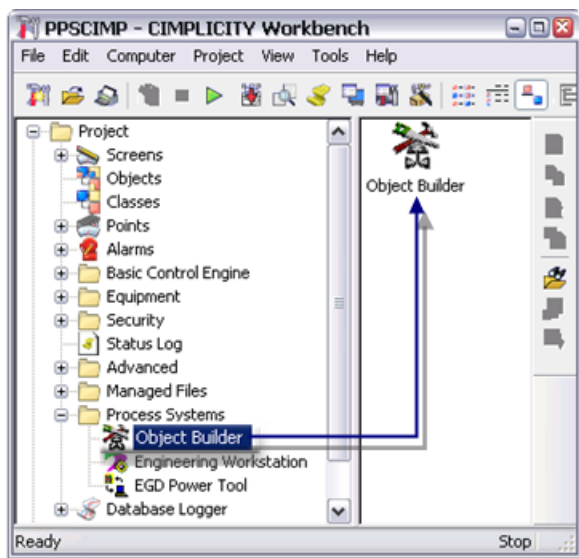 PPSCIMP - CIMPLICITY Workbench
File Edit Computer Project View Tools Help
Project
Screens
Objects
Classes
Points
Alarms
Basic Control Engine
Equipment
Security
Status Log
Advanced
Managed Files
Process Systems
Object Builder
Engineering Workstation
EGD Power Tool
Database Logger
Object Builder
Ready Stop